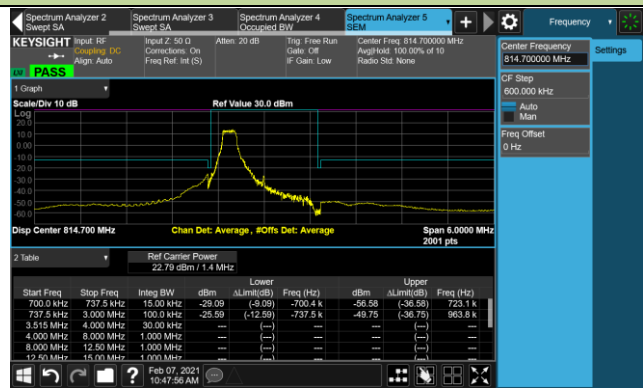 Spectrum Analyzer 2
Swept SA
Spectrum Analyzer 3
Swept SA
Spectrum Analyzer 4
Occupied BW
Spectrum Analyzer 5
SEM
+
Frequency
KEYSIGHT
Input: RF
Coupling: DC
Align: Auto
Input Z: 50 Ω
Corrections: On
Freq Ref: Int (S)
Atten: 20 dB
Trig: Free Run
Gate: Off
IF Gain: Low
Center Freq: 814.700000 MHz
Avg|Hold: 100.00% of 10
Radio Std: None
PASS
Center Frequency
814.700000 MHz
Settings
CF Step
600.000 kHz
Auto
Man
Freq Offset
0 Hz
1 Graph
Scale/Div 10 dB
Ref Value 30.0 dBm
Log
20.0
10.0
0.00
-10.0
-20.0
-30.0
-40.0
-50.0
-60.0
Disp Center 814.700 MHz
Chan Det: Average, #Offs Det: Average
Span 6.0000 MHz
2001 pts
2 Table
Ref Carrier Power
22.79 dBm / 1.4 MHz
Lower Upper
Start Freq Stop Freq Integ BW dBm ΔLimit(dB) Freq (Hz) dBm ΔLimit(dB) Freq (Hz)
700.0 kHz 737.5 kHz 15.00 kHz -29.09 (-9.09) -700.4 k -56.58 (-36.58) 723.1 k
737.5 kHz 3.000 MHz 100.0 kHz -25.59 (-12.59) -737.5 k -49.75 (-36.75) 963.8 k
3.515 MHz 4.000 MHz 30.00 kHz --- (---) --- --- (---) ---
4.000 MHz 8.000 MHz 1.000 MHz --- (---) --- --- (---) ---
8.000 MHz 12.50 MHz 1.000 MHz --- (---) --- --- (---) ---
12.50 MHz 15.00 MHz 1.000 MHz --- (---) --- --- (---) ---
?
Feb 07, 2021
10:47:56 AM